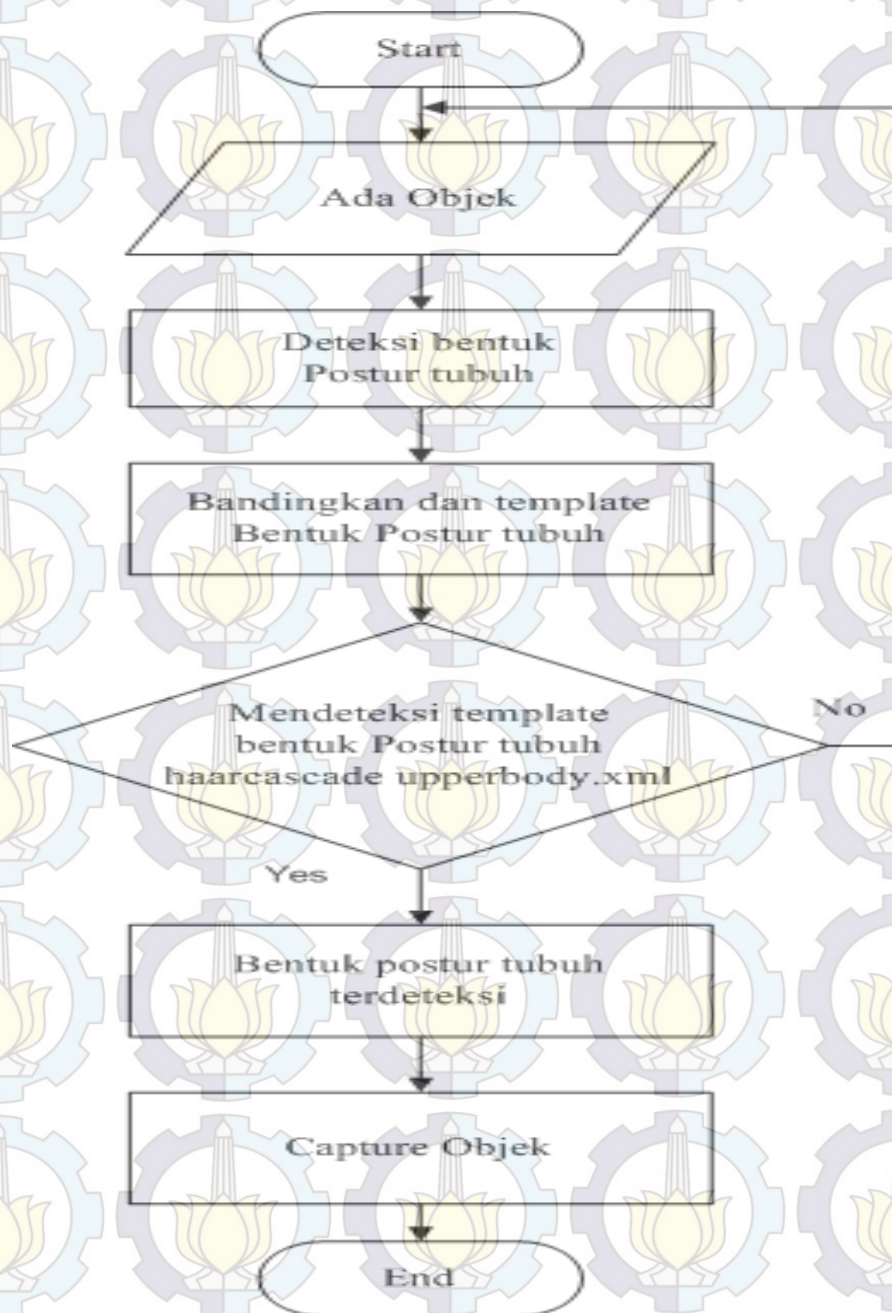 Start
Ada Objek
Deteksi bentuk
Postur tubuh
Bandingkan dan template
Bentuk Postur tubuh
Mendeteksi template
bentuk Postur tubuh
haarcascade upperbody.xml
No
Yes
Bentuk postur tubuh
terdeteksi
Capture Objek
End